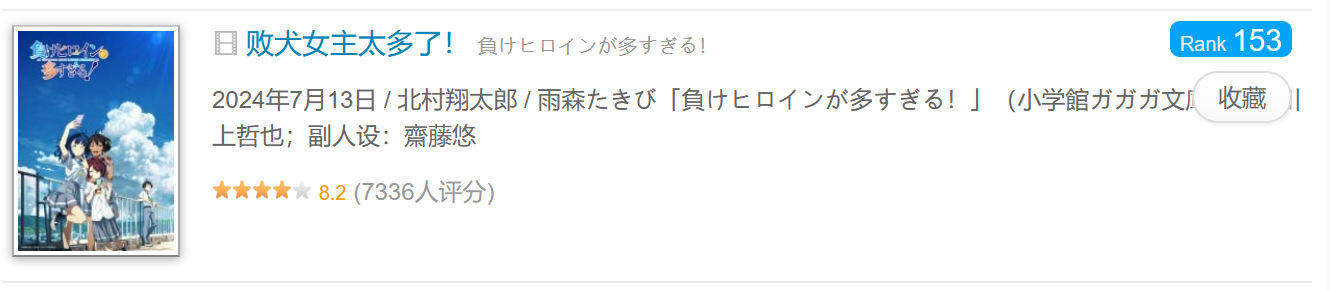 負けヒロインが
多すぎる!
败犬女主太多了！ 負けヒロインが多すぎる！
Rank 153
2024年7月13日 / 北村翔太郎 / 雨森たきび「負けヒロインが多すぎる！」（小学館ガガガ文
收藏
上哲也；副人设：齋藤悠
8.2 (7336人评分)